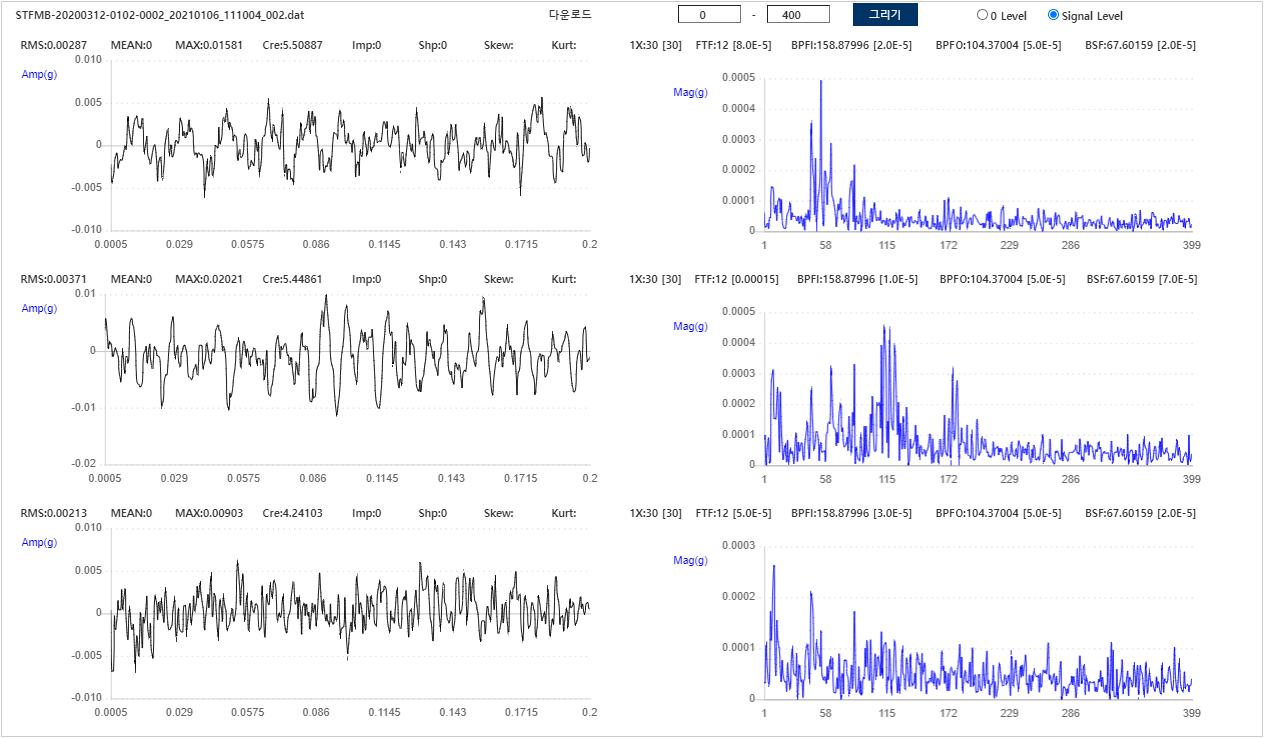 STFMB-20200312-0102-0002_20210106_111004_002.dat 다운로드 0 - 400 그리기 0 Level Signal Level
RMS:0.00287 MEAN:0 MAX:0.01581 Cre:5.50887 Imp:0 Shp:0 Skew: Kurt: 1X:30 [30] FTF:12 [8.0E-5] BPFI:158.87996 [2.0E-5] BPFO:104.37004 [5.0E-5] BSF:67.60159 [2.0E-5]
Amp(g)
0.010
0.005
0
-0.005
-0.010
0.0005 0.029 0.0575 0.086 0.1145 0.143 0.1715 0.2
Mag(g)
0.0005
0.0004
0.0003
0.0002
0.0001
0
1 58 115 172 229 286 399
RMS:0.00371 MEAN:0 MAX:0.02021 Cre:5.44861 Imp:0 Shp:0 Skew: Kurt: 1X:30 [30] FTF:12 [0.00015] BPFI:158.87996 [1.0E-5] BPFO:104.37004 [5.0E-5] BSF:67.60159 [7.0E-5]
Amp(g)
0.01
0
-0.01
-0.02
0.0005 0.029 0.0575 0.086 0.1145 0.143 0.1715 0.2
Mag(g)
0.0005
0.0004
0.0003
0.0002
0.0001
0
1 58 115 172 229 286 399
RMS:0.00213 MEAN:0 MAX:0.00903 Cre:4.24103 Imp:0 Shp:0 Skew: Kurt: 1X:30 [30] FTF:12 [5.0E-5] BPFI:158.87996 [3.0E-5] BPFO:104.37004 [5.0E-5] BSF:67.60159 [2.0E-5]
Amp(g)
0.010
0.005
0
-0.005
-0.010
0.0005 0.029 0.0575 0.086 0.1145 0.143 0.1715 0.2
Mag(g)
0.0003
0.0002
0.0001
0
1 58 115 172 229 286 399